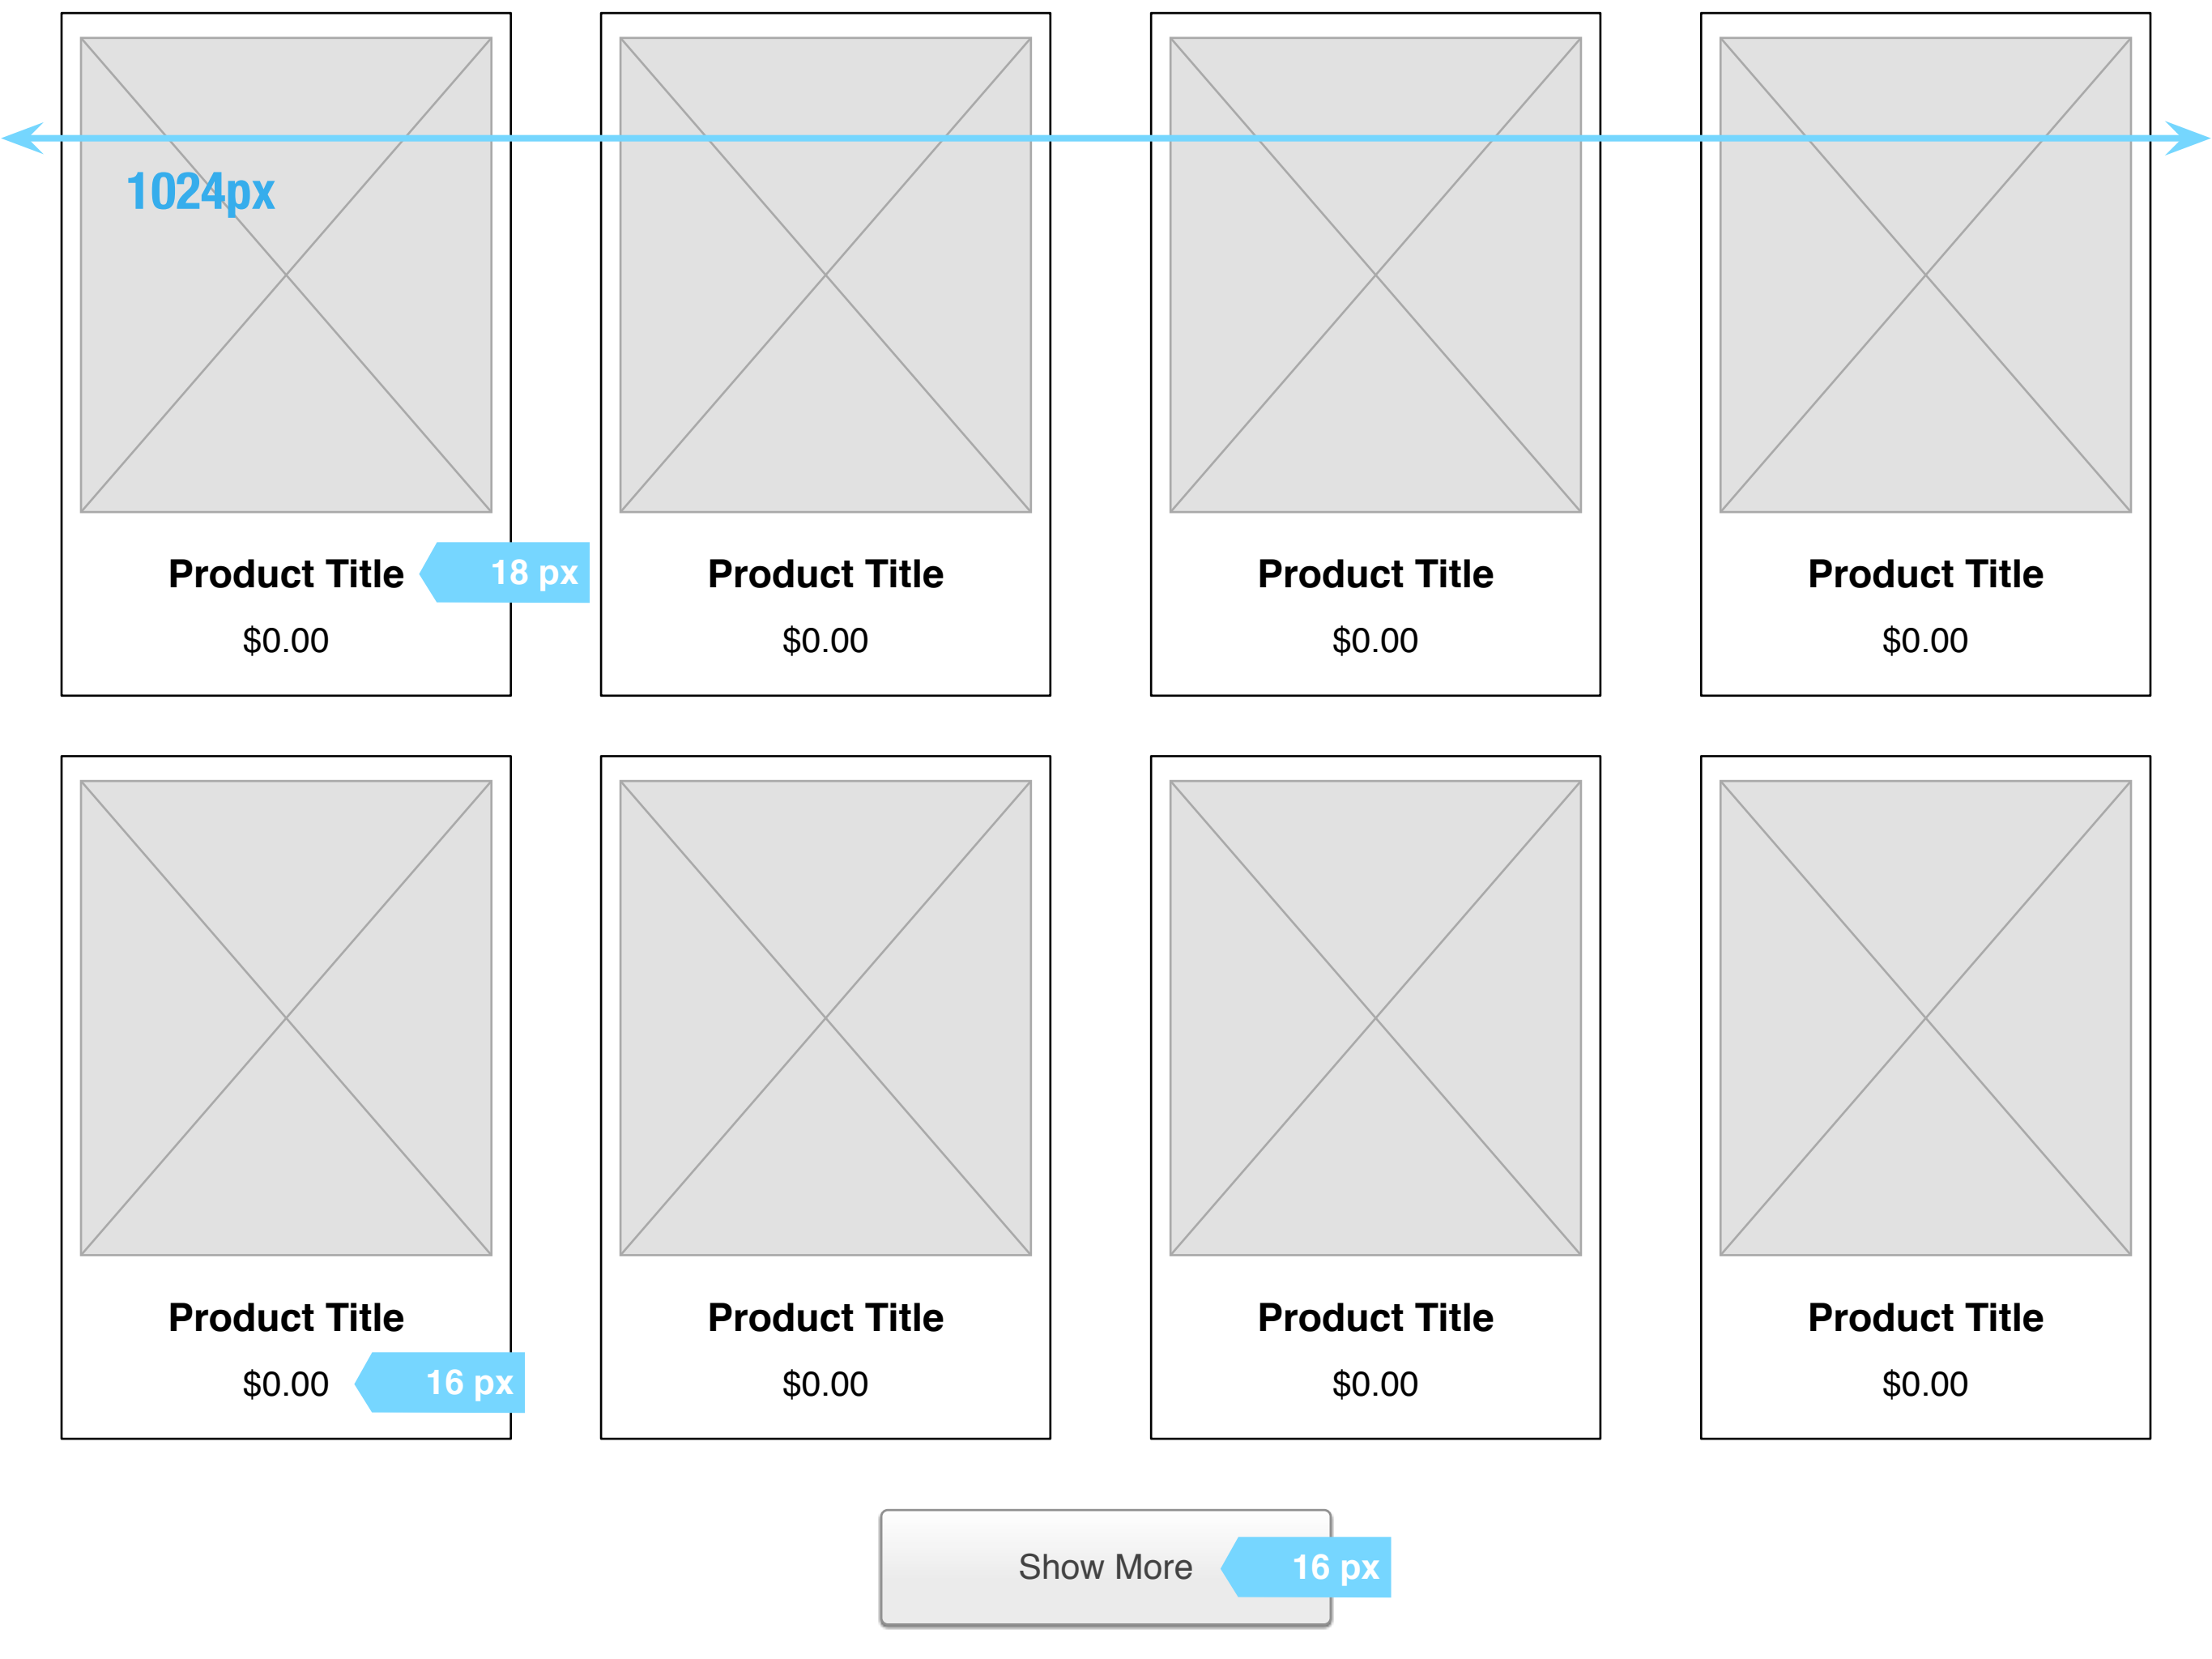 1024px
Product Title 18 px Product Title Product Title Product Title
$0.00 $0.00 $0.00 $0.00
Product Title Product Title Product Title Product Title
$0.00 16 px $0.00 $0.00 $0.00
Show More 16 px